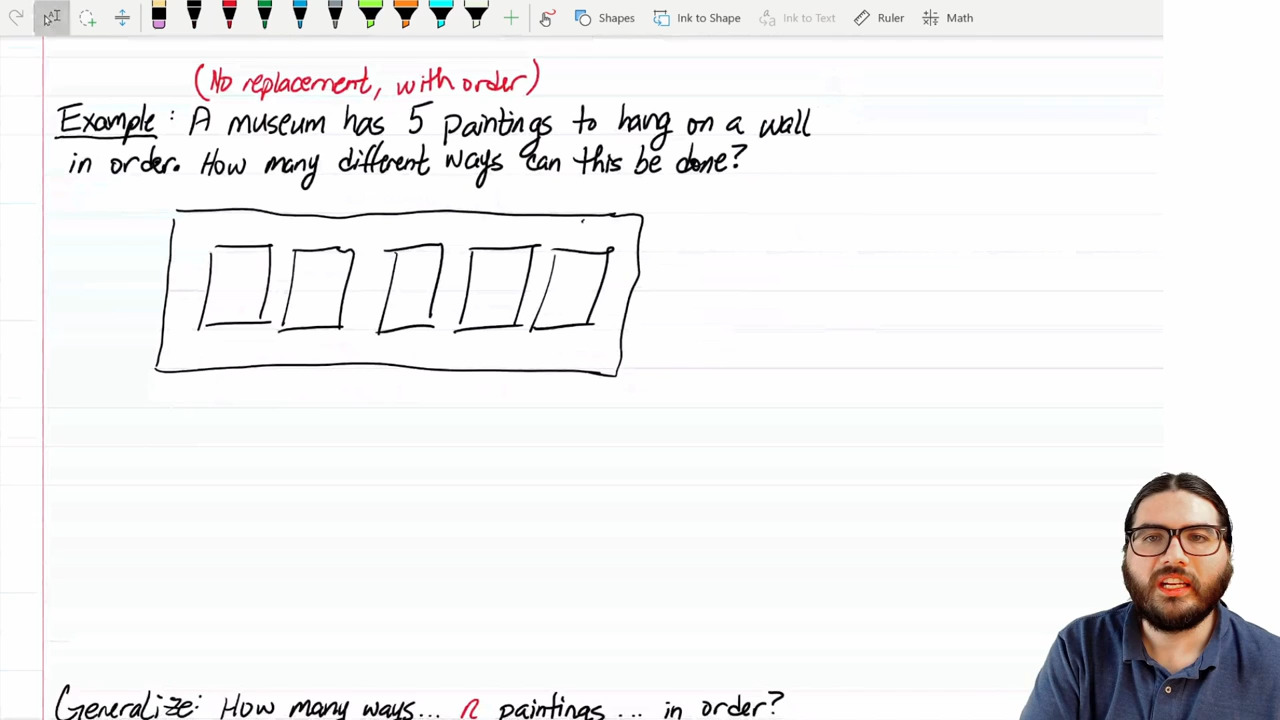 Shapes Ink to Shape Ink to Text Ruler Math
(No replacement, with order)
Example: A museum has 5 paintings to hang on a wall
in order. How many different ways can this be done?
Generalize: How many ways... n paintings ... in order?